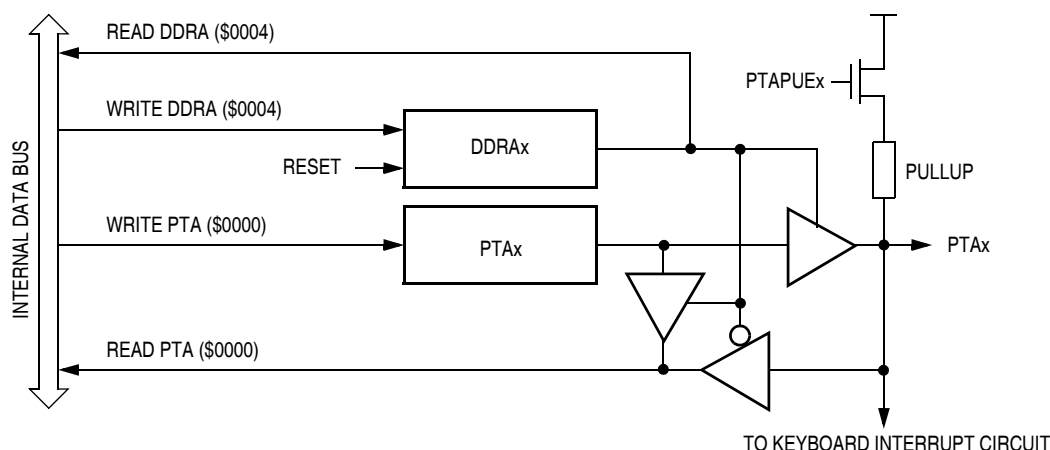 READ DDRA ($0004)
PTAPUEx
WRITE DDRA ($0004)
DDRAx
RESET
PULLUP
INTERNAL DATA BUS
WRITE PTA ($0000)
PTAx
PTAx
READ PTA ($0000)
TO KEYBOARD INTERRUPT CIRCUIT